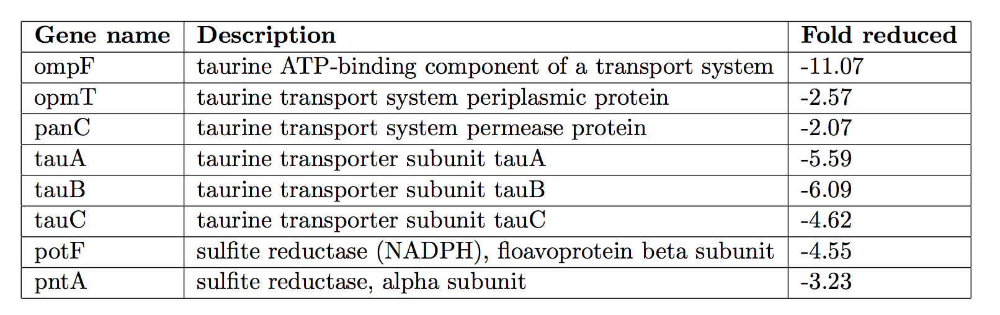 Gene name Description Fold reduced
ompF taurine ATP-binding component of a transport system -11.07
opmT taurine transport system periplasmic protein -2.57
panC taurine transport system permease protein -2.07
tauA taurine transporter subunit tauA -5.59
tauB taurine transporter subunit tauB -6.09
tauC taurine transporter subunit tauC -4.62
potF sulfite reductase (NADPH), floavoprotein beta subunit -4.55
pntA sulfite reductase, alpha subunit -3.23